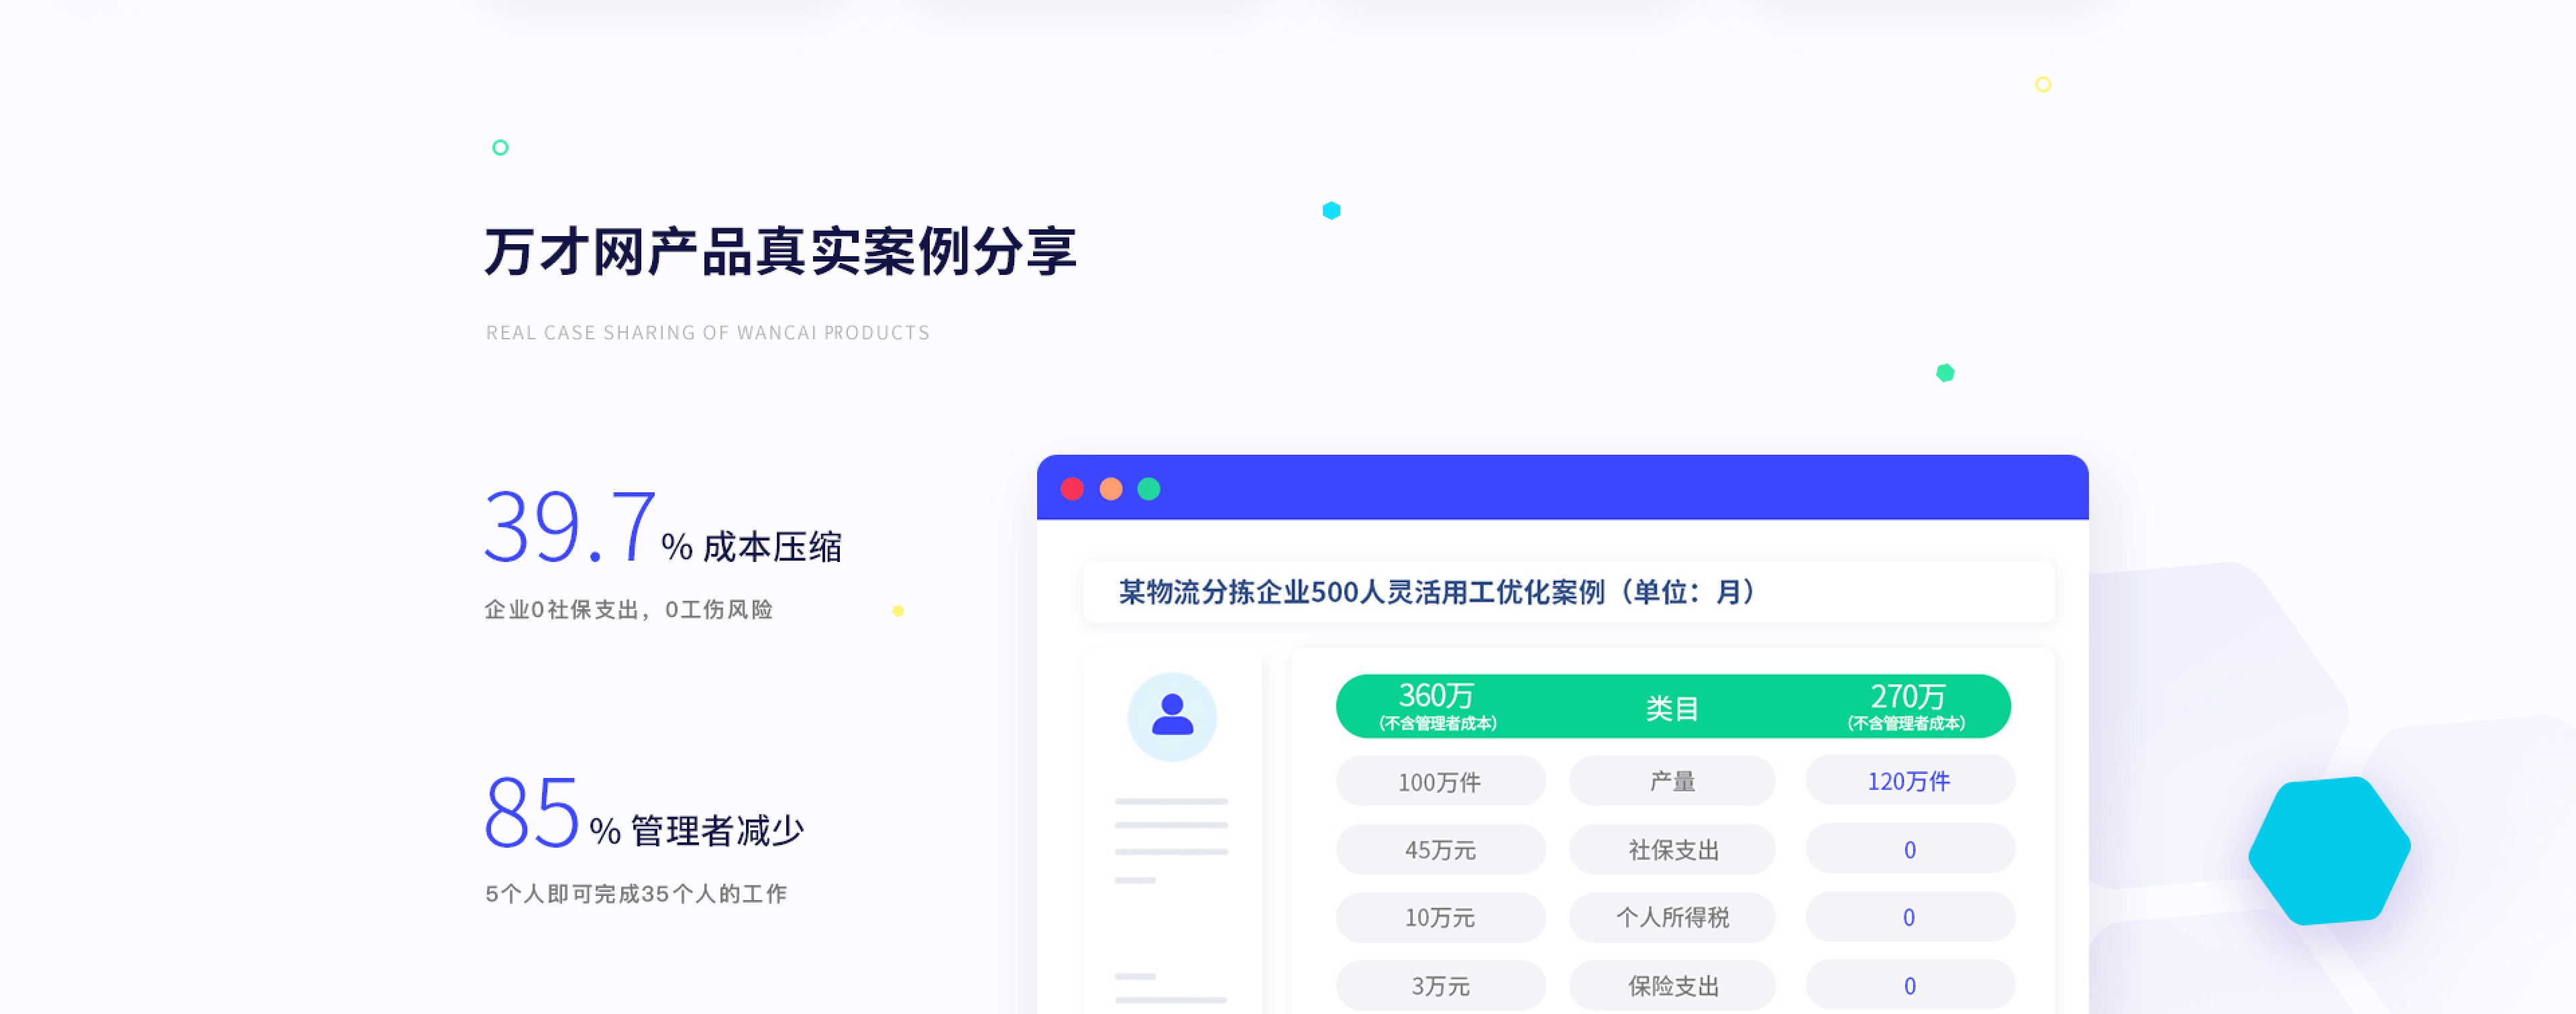 万才网产品真实案例分享
REAL CASE SHARING OF WANCAI PRODUCTS
39.7% 成本压缩
企业0社保支出，0工伤风险
85% 管理者减少
5个人即可完成35个人的工作
某物流分拣企业500人灵活用工优化案例（单位：月）
360万 类目 270万
（不含管理者成本） （不含管理者成本）
100万件 产量 120万件
45万元 社保支出 0
10万元 个人所得税 0
3万元 保险支出 0